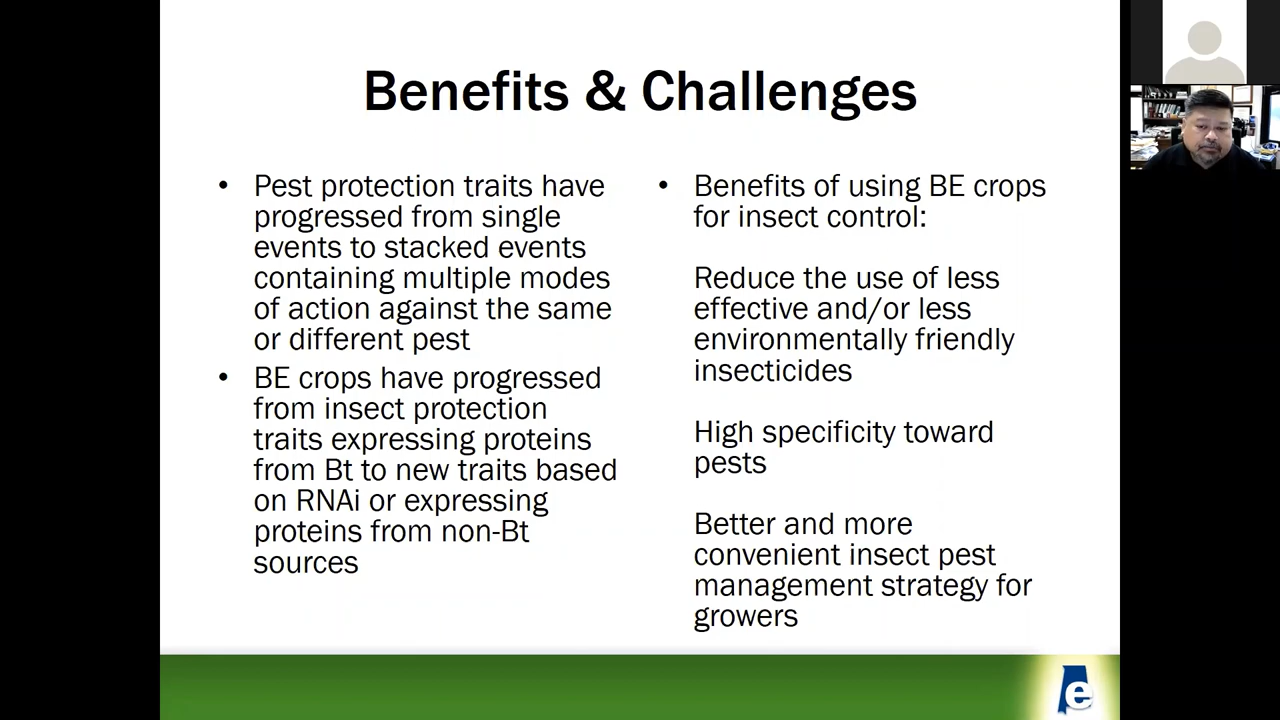 Benefits & Challenges
• Pest protection traits have
progressed from single
events to stacked events
containing multiple modes
of action against the same
or different pest
• BE crops have progressed
from insect protection
traits expressing proteins
from Bt to new traits based
on RNAi or expressing
proteins from non-Bt
sources
• Benefits of using BE crops
for insect control:
Reduce the use of less
effective and/or less
environmentally friendly
insecticides
High specificity toward
pests
Better and more
convenient insect pest
management strategy for
growers
e